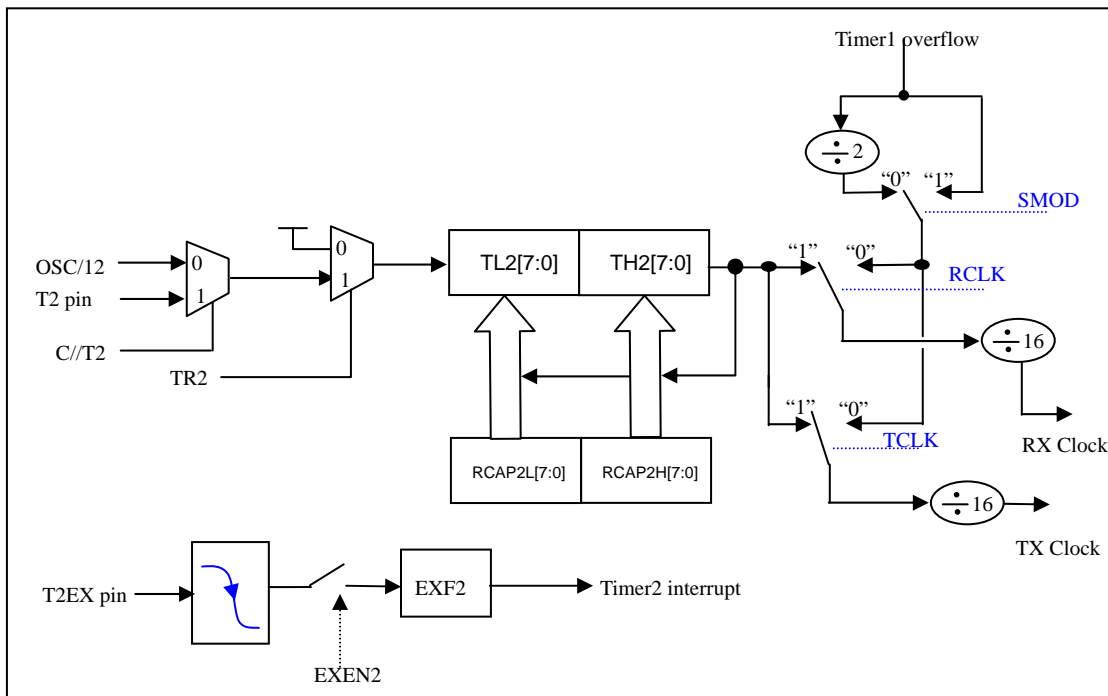 Timer1 overflow
÷ 2
“0” “1”
SMOD
OSC/12
T2 pin
C//T2
TR2
0
1
0
1
TL2[7:0]
TH2[7:0]
“1” “0”
RCLK
÷ 16
RX Clock
“1” “0”
TCLK
÷ 16
TX Clock
RCAP2L[7:0]
RCAP2H[7:0]
T2EX pin
EXF2
Timer2 interrupt
EXEN2